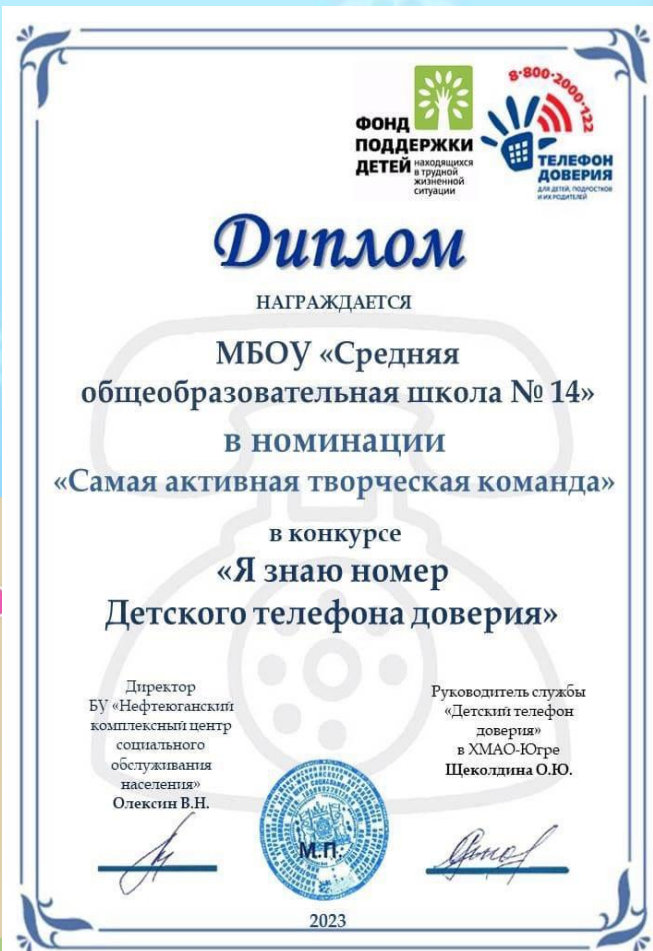 8-800-2000-122
ФОНД
ПОДДЕРЖКИ
ДЕТЕЙ
находящихся
в трудной
жизненной
ситуации
ТЕЛЕФОН
ДОВЕРИЯ
ДЛЯ ДЕТЕЙ, ПОДРОСТКОВ
И ИХ РОДИТЕЛЕЙ
Диплом
НАГРАЖДАЕТСЯ
МБОУ «Средняя
общеобразовательная школа № 14»
в номинации
«Самая активная творческая команда»
в конкурсе
«Я знаю номер
Детского телефона доверия»
Директор
БУ «Нефтеюганский
комплексный центр
социального
обслуживания
населения»
Олексин В.Н.
Руководитель службы
«Детский телефон
доверия»
в ХМАО-Югре
Щеколдина О.Ю.
М.П.
2023